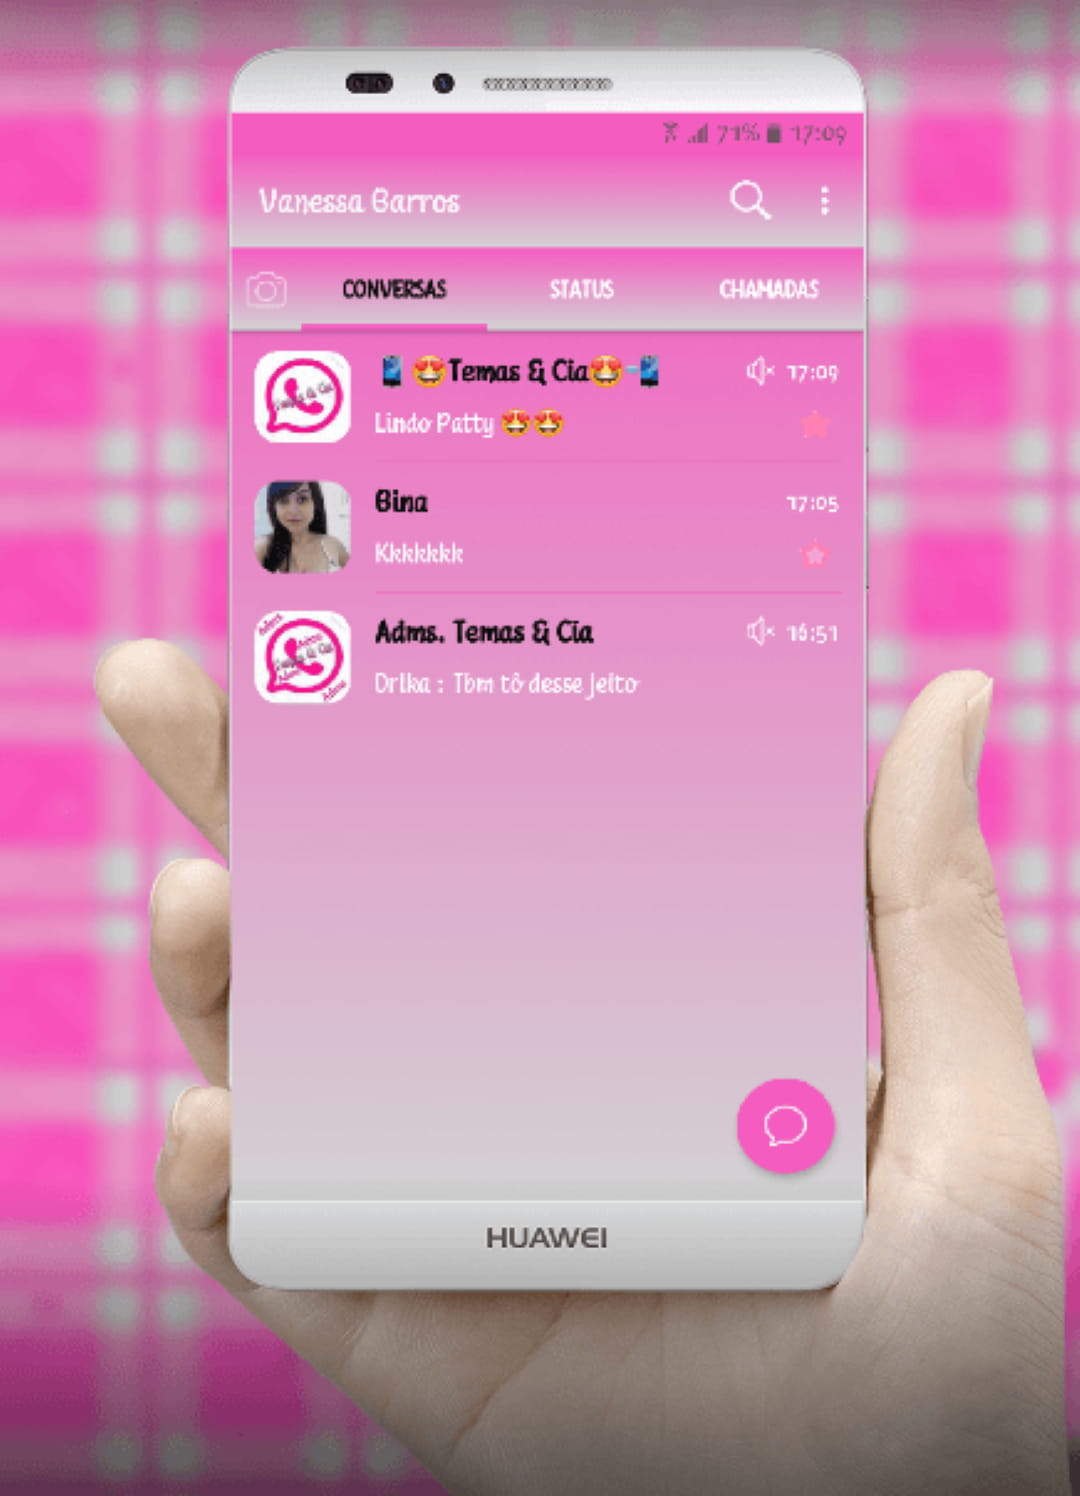 71% 17:09
Vanessa Barros
CONVERSAS STATUS CHAMADAS
📱 😍Temas & Cia😍-📱 17:09
Lindo Patty 😍😍
Bina 17:05
Kkkkkkk
Adms. Temas & Cia 16:51
Drika : Tbm tô desse jeito
HUAWEI